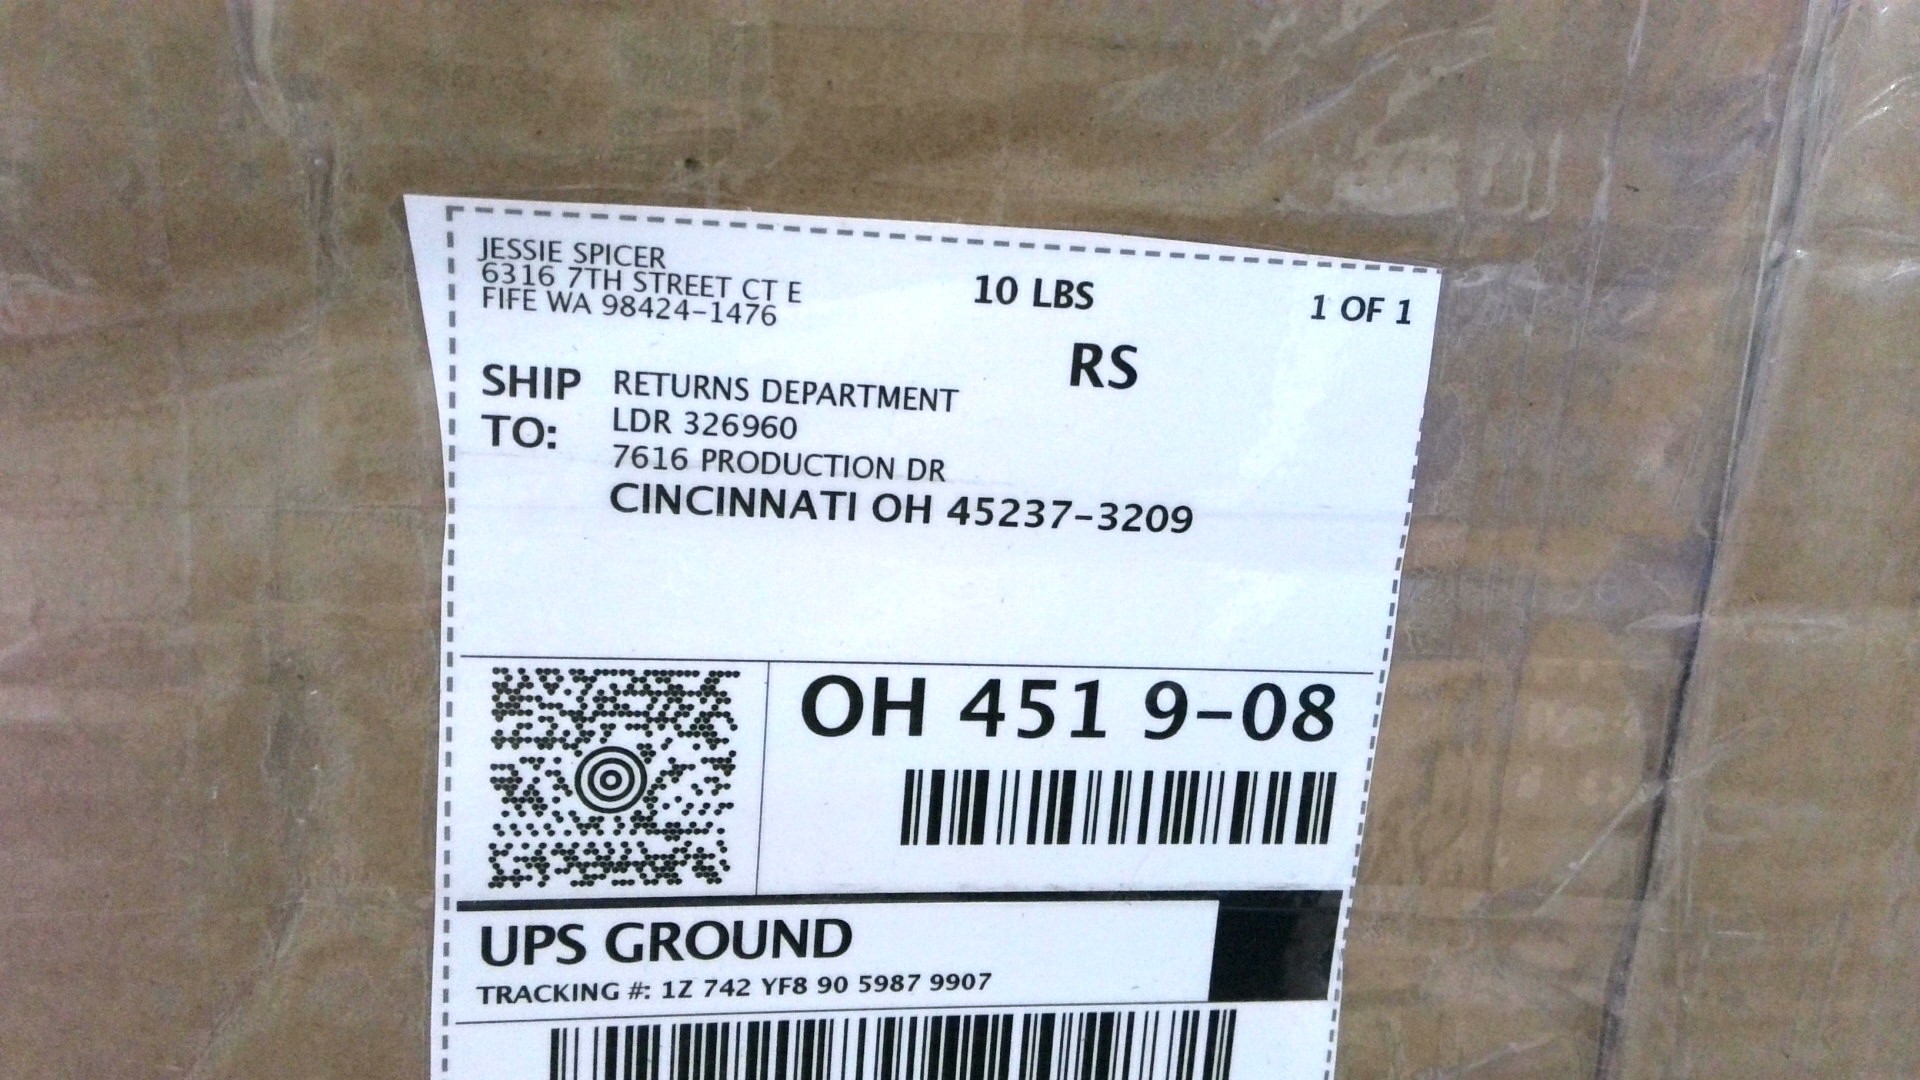 JESSIE SPICER
6316 7TH STREET CT E
FIFE WA 98424-1476
10 LBS
1 OF 1
RS
SHIP TO:
RETURNS DEPARTMENT
LDR 326960
7616 PRODUCTION DR
CINCINNATI OH 45237-3209
OH 451 9-08
UPS GROUND
TRACKING #: 1Z 742 YF8 90 5987 9907